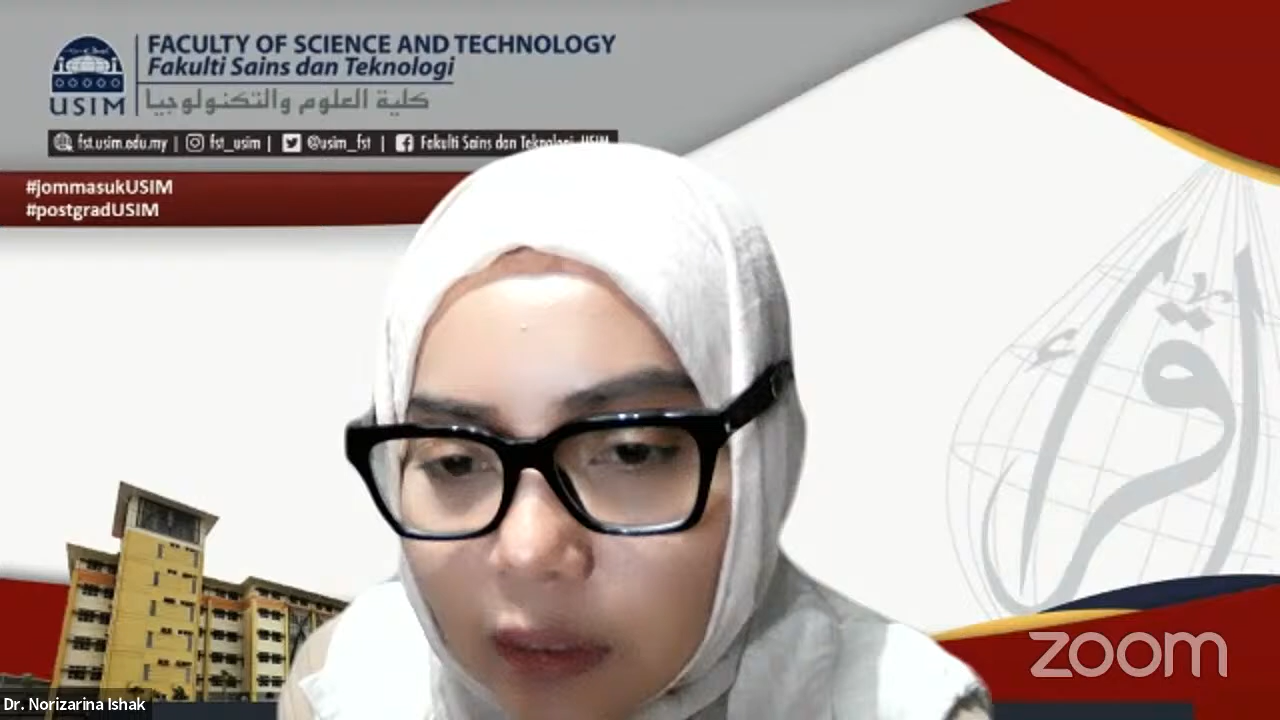 FACULTY OF SCIENCE AND TECHNOLOGY
Fakulti Sains dan Teknologi
كلية العلوم والتكنولوجيا
USIM
fst.usim.edu.my | fst_usim | @usim_fst | Fakulti Sains dan Teknologi, USIM
#jommasukUSIM
#postgradUSIM
اقرأ
zoom
Dr. Norizarina Ishak